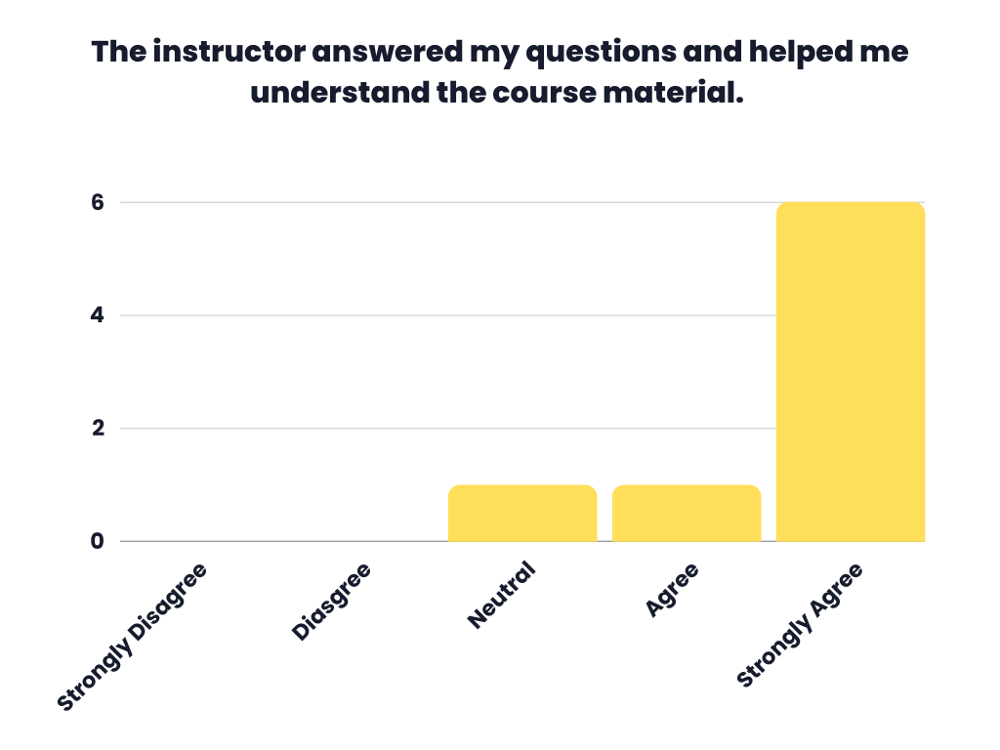 The instructor answered my questions and helped me
understand the course material.
6
4
2
0
Strongly Disagree
Diasgree
Neutral
Agree
Strongly Agree